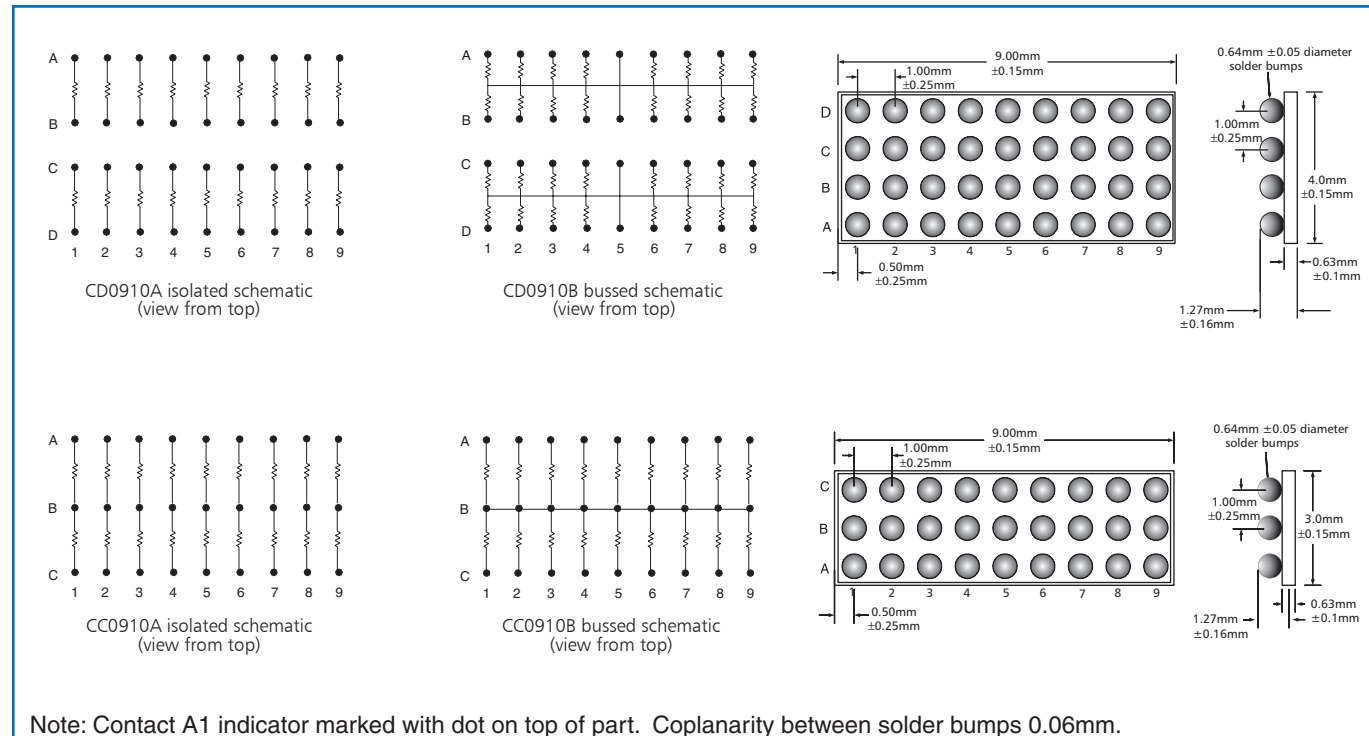 A
B
C
D
1 2 3 4 5 6 7 8 9
CD0910A isolated schematic
(view from top)
A
B
C
D
1 2 3 4 5 6 7 8 9
CD0910B bussed schematic
(view from top)
9.00mm
±0.15mm
1.00mm
±0.25mm
D
C
B
A
1 2 3 4 5 6 7 8 9
0.50mm
±0.25mm
0.64mm ±0.05 diameter
solder bumps
1.00mm
±0.25mm
4.0mm
±0.15mm
0.63mm
±0.1mm
1.27mm
±0.16mm
A
B
C
1 2 3 4 5 6 7 8 9
CC0910A isolated schematic
(view from top)
A
B
C
1 2 3 4 5 6 7 8 9
CC0910B bussed schematic
(view from top)
9.00mm
±0.15mm
1.00mm
±0.25mm
C
B
A
1 2 3 4 5 6 7 8 9
0.50mm
±0.25mm
0.64mm ±0.05 diameter
solder bumps
1.00mm
±0.25mm
3.0mm
±0.15mm
0.63mm
±0.1mm
1.27mm
±0.16mm
Note: Contact A1 indicator marked with dot on top of part. Coplanarity between solder bumps 0.06mm.